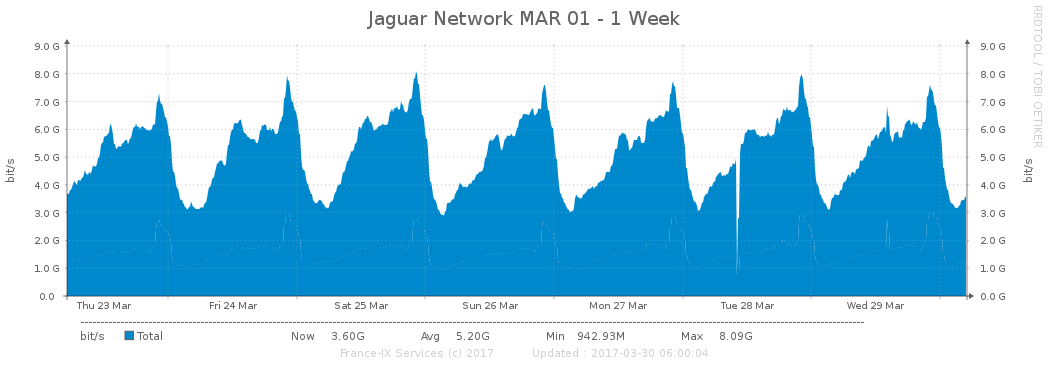 Jaguar Network MAR 01 - 1 Week
RRDTOOL / TOBI OETIKER
9.0 G 9.0 G
8.0 G 8.0 G
7.0 G 7.0 G
6.0 G 6.0 G
5.0 G 5.0 G
4.0 G 4.0 G
3.0 G 3.0 G
2.0 G 2.0 G
1.0 G 1.0 G
0.0 0.0 G
bit/s bit/s
Thu 23 Mar Fri 24 Mar Sat 25 Mar Sun 26 Mar Mon 27 Mar Tue 28 Mar Wed 29 Mar
bit/s Total Now 3.60G Avg 5.20G Min 942.93M Max 8.09G
France-IX Services (c) 2017 Updated : 2017-03-30 06:00:04